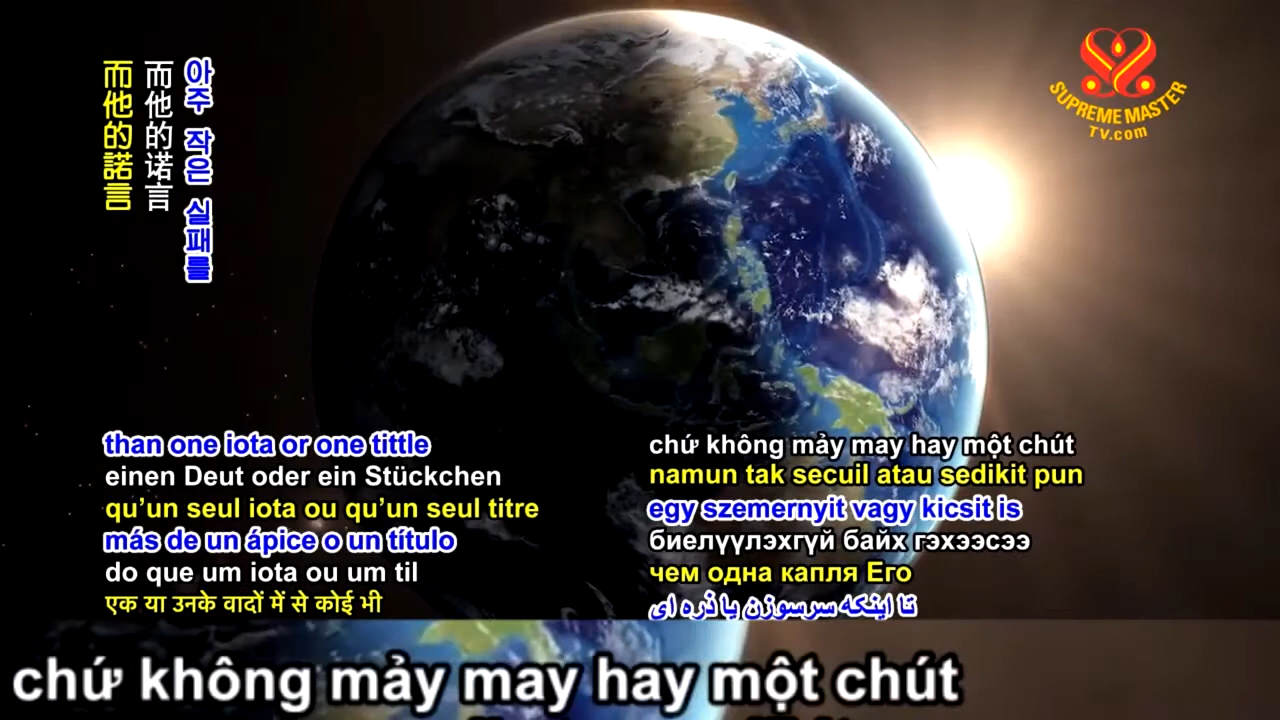 아주 작은 실패를
而他的诺言
而他的諾言
SUPREME MASTER
TV.com
than one iota or one tittle
einen Deut oder ein Stückchen
qu’un seul iota ou qu’un seul titre
más de un ápice o un título
do que um iota ou um til
एक या उनके वादों में से कोई भी
chứ không mảy may hay một chút
namun tak secuil atau sedikit pun
egy szemernyit vagy kicsit is
биелүүлэхгүй байх гэхээсээ
чем одна капля Его
تا اینکه سرسوزن یا ذره ای
chứ không mảy may hay một chút